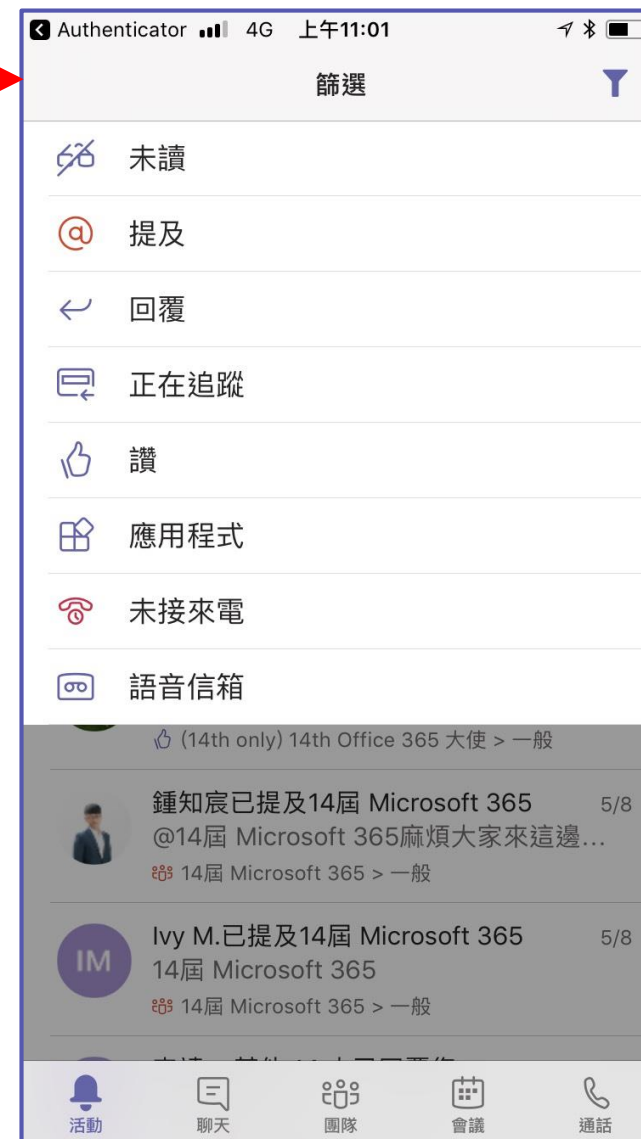 Authenticator 4G 上午11:01
篩選
未讀
提及
回覆
正在追蹤
讚
應用程式
未接來電
語音信箱
(14th only) 14th Office 365 大使 > 一般
鍾知宸已提及14屆 Microsoft 365 5/8
@14屆 Microsoft 365麻煩大家來這邊...
14屆 Microsoft 365 > 一般
IM
Ivy M.已提及14屆 Microsoft 365 5/8
14屆 Microsoft 365
14屆 Microsoft 365 > 一般
活動 聊天 團隊 會議 通話